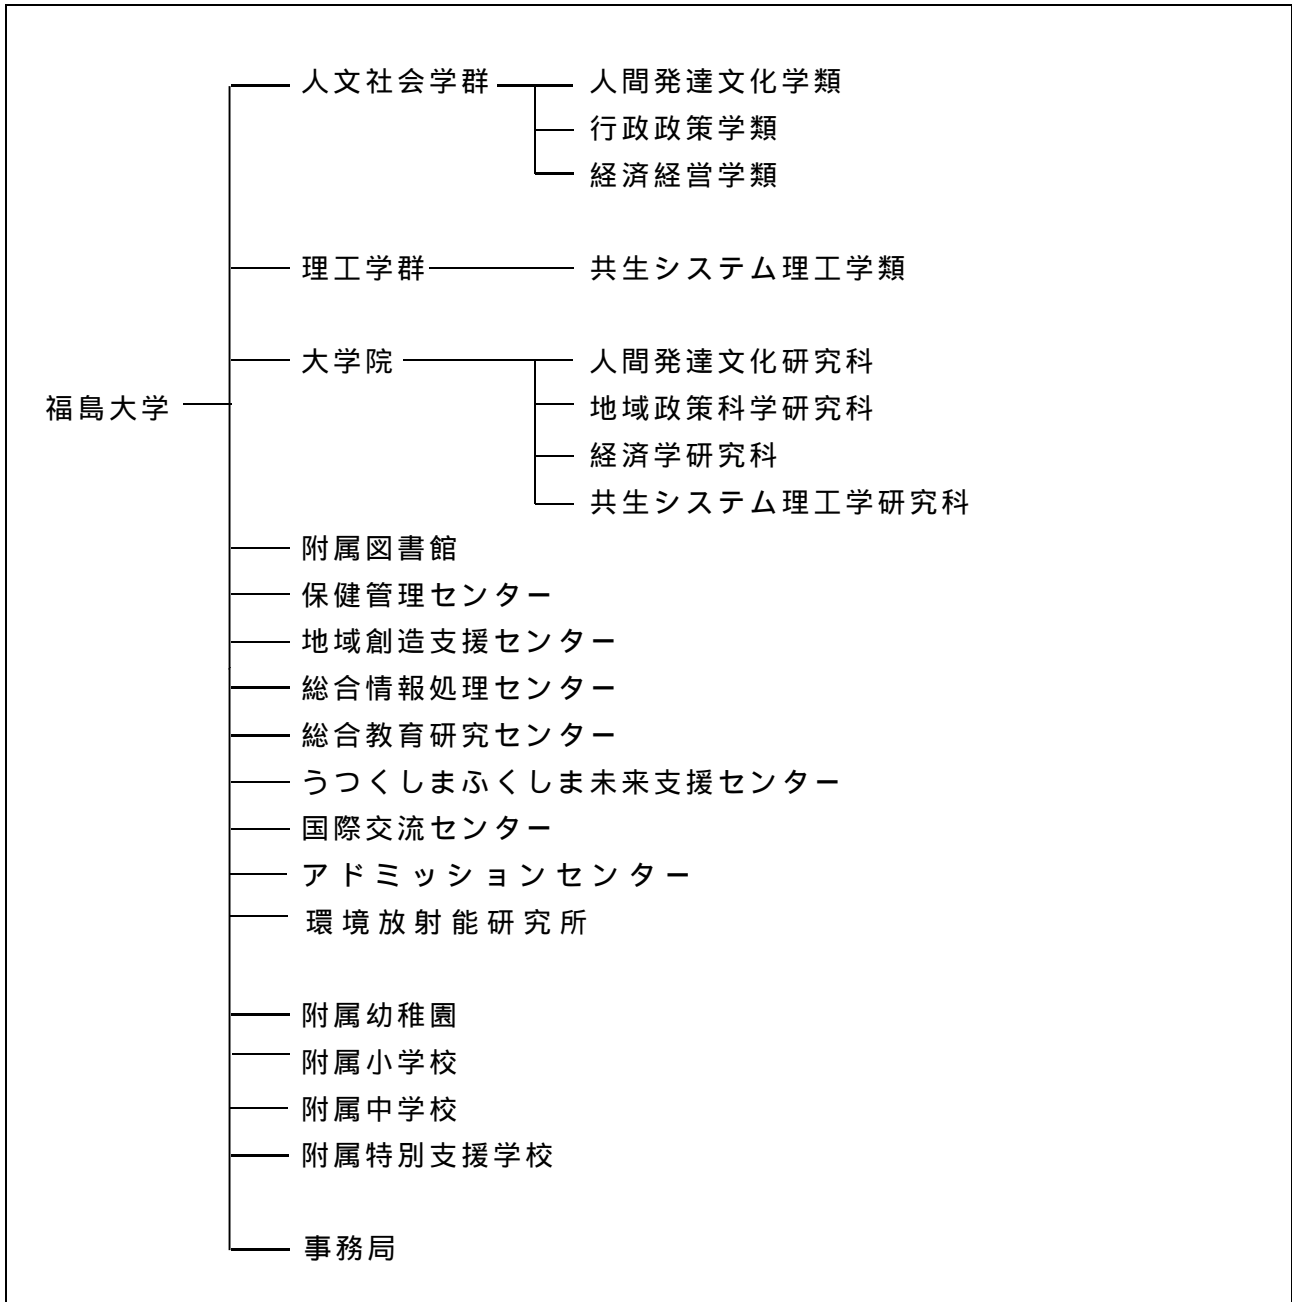 人文社会学群 人間発達文化学類
行政政策学類
経済経営学類
理工学群 共生システム理工学類
大学院 人間発達文化研究科
福島大学 地域政策科学研究科
経済学研究科
共生システム理工学研究科
附属図書館
保健管理センター
地域創造支援センター
総合情報処理センター
総合教育研究センター
うつくしまふくしま未来支援センター
国際交流センター
アドミッションセンター
環境放射能研究所
附属幼稚園
附属小学校
附属中学校
附属特別支援学校
事務局